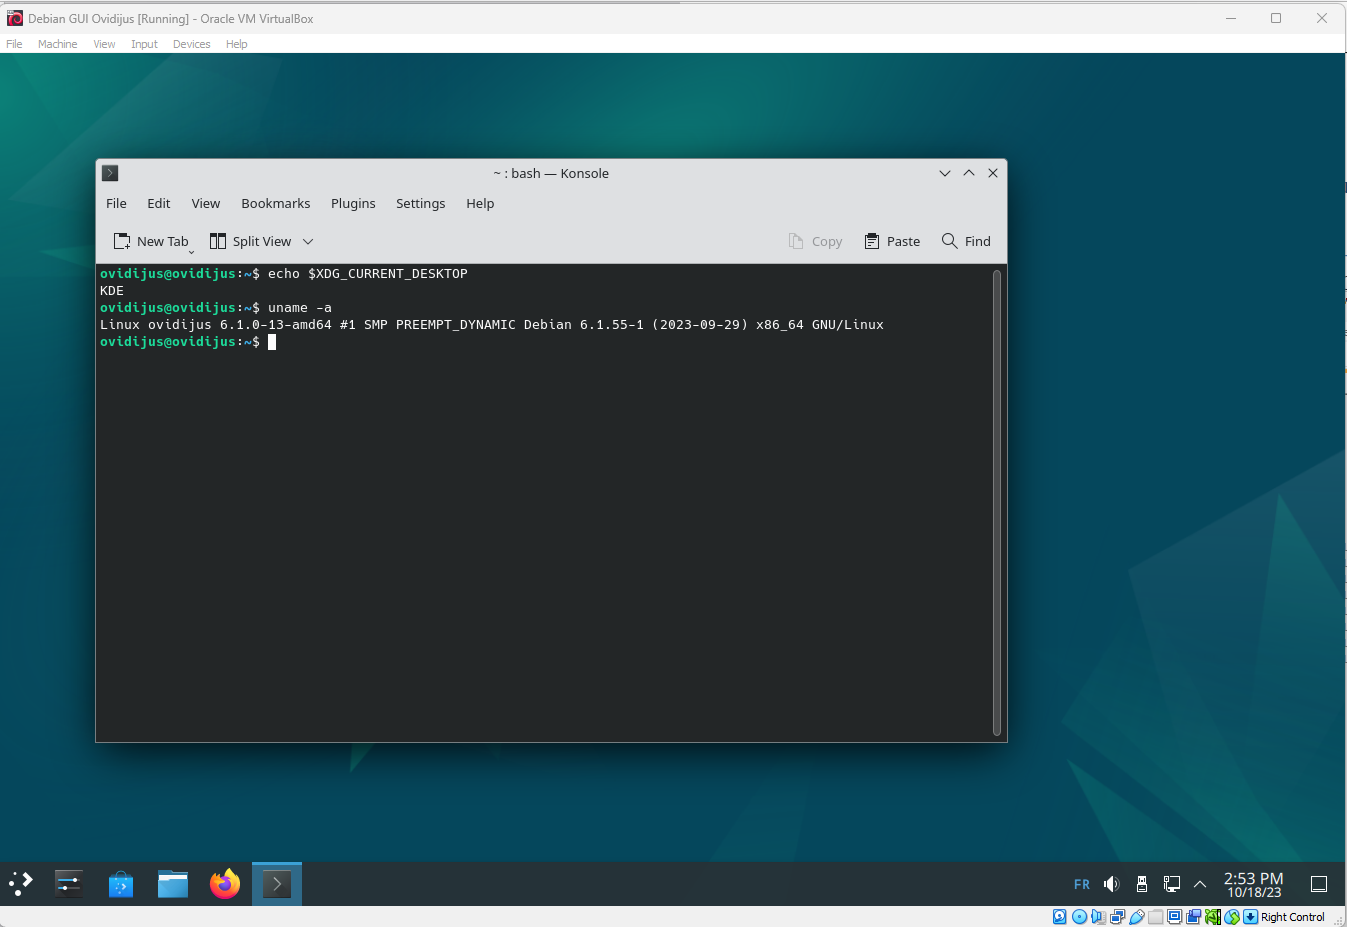 Debian GUI Ovidijus [Running] - Oracle VM VirtualBox
File Machine View Input Devices Help
~ : bash — Konsole
File Edit View Bookmarks Plugins Settings Help
New Tab Split View Copy Paste Find
ovidijus@ovidijus:~$ echo $XDG_CURRENT_DESKTOP
KDE
ovidijus@ovidijus:~$ uname -a
Linux ovidijus 6.1.0-13-amd64 #1 SMP PREEMPT_DYNAMIC Debian 6.1.55-1 (2023-09-29) x86_64 GNU/Linux
ovidijus@ovidijus:~$
FR 2:53 PM
10/18/23
Right Control